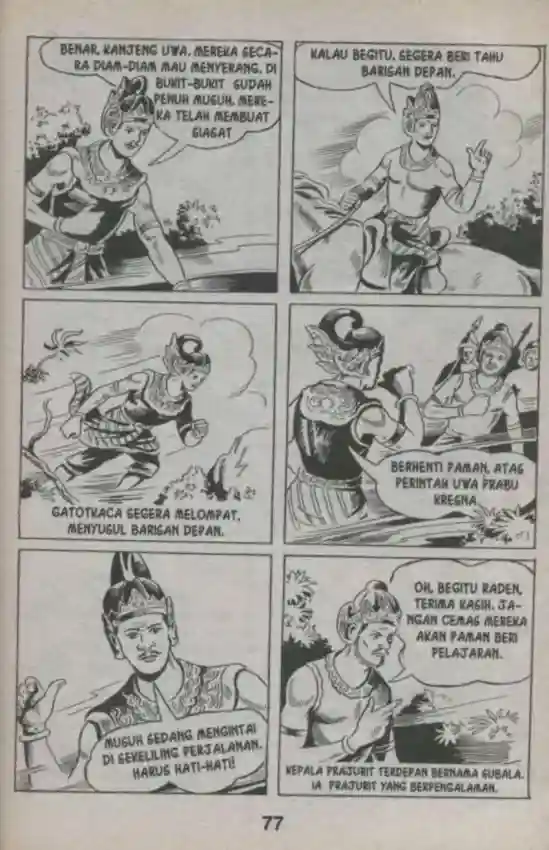 BENAR, KANJENG UWA. MEREKA SECA-
RA DIAM-DIAM MAU MENYERANG. DI
BUKIT-BUKIT SUDAH
PENUH MUSUH. MERE-
KA TELAH MEMBUAT
SIASAT
KALAU BEGITU, SEGERA BERI TAHU
BARISAN DEPAN.
GATOTKACA SEGERA MELOMPAT,
MENYUSUL BARISAN DEPAN.
BERHENTI PAMAN, ATAS
PERINTAH UWA PRABU
KRESNA
MUSUH SEDANG MENGINTAI
DI SEKELILING PERJALANAN.
HARUS HATI-HATI!
OH, BEGITU RADEN,
TERIMA KASIH. JA-
NGAN CEMAS MEREKA
AKAN PAMAN BERI
PELAJARAN.
KEPALA PRAJURIT TERDEPAN BERNAMA SUBALA.
IA PRAJURIT YANG BERPENGALAMAN.
77